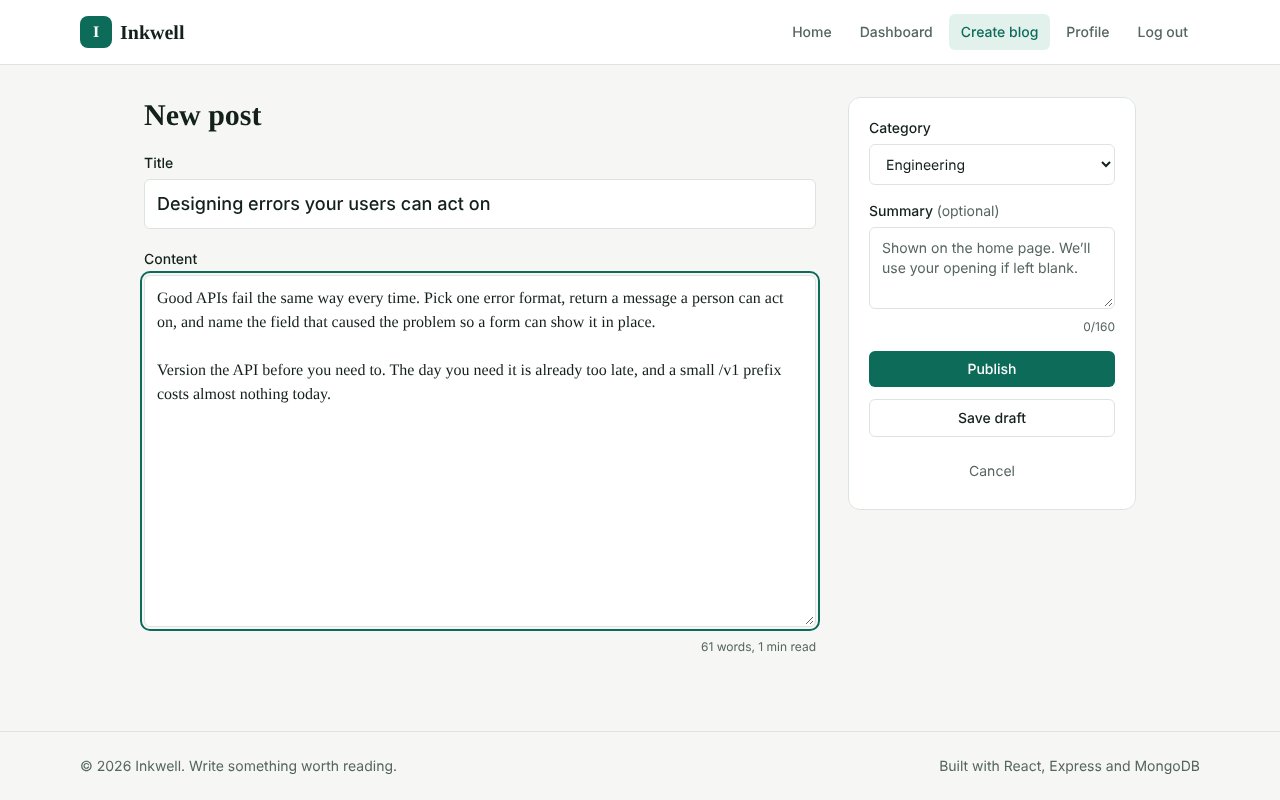 I Inkwell
Home Dashboard Create blog Profile Log out
New post
Title
Designing errors your users can act on
Content
Good APIs fail the same way every time. Pick one error format, return a message a person can act
on, and name the field that caused the problem so a form can show it in place.
Version the API before you need to. The day you need it is already too late, and a small /v1 prefix
costs almost nothing today.
61 words, 1 min read
Category
Engineering
Summary (optional)
Shown on the home page. We’ll
use your opening if left blank.
0/160
Publish
Save draft
Cancel
© 2026 Inkwell. Write something worth reading.
Built with React, Express and MongoDB